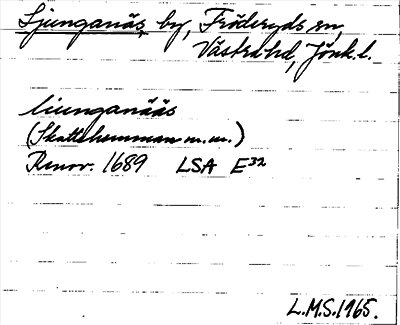 Ljunganäs, by, Fröderyds sn,
Västra hd, Jönk. l.
liunganääs
(Skattehemman m.m.)
Renov. 1689 LSA E32
L.M.S. 1965.